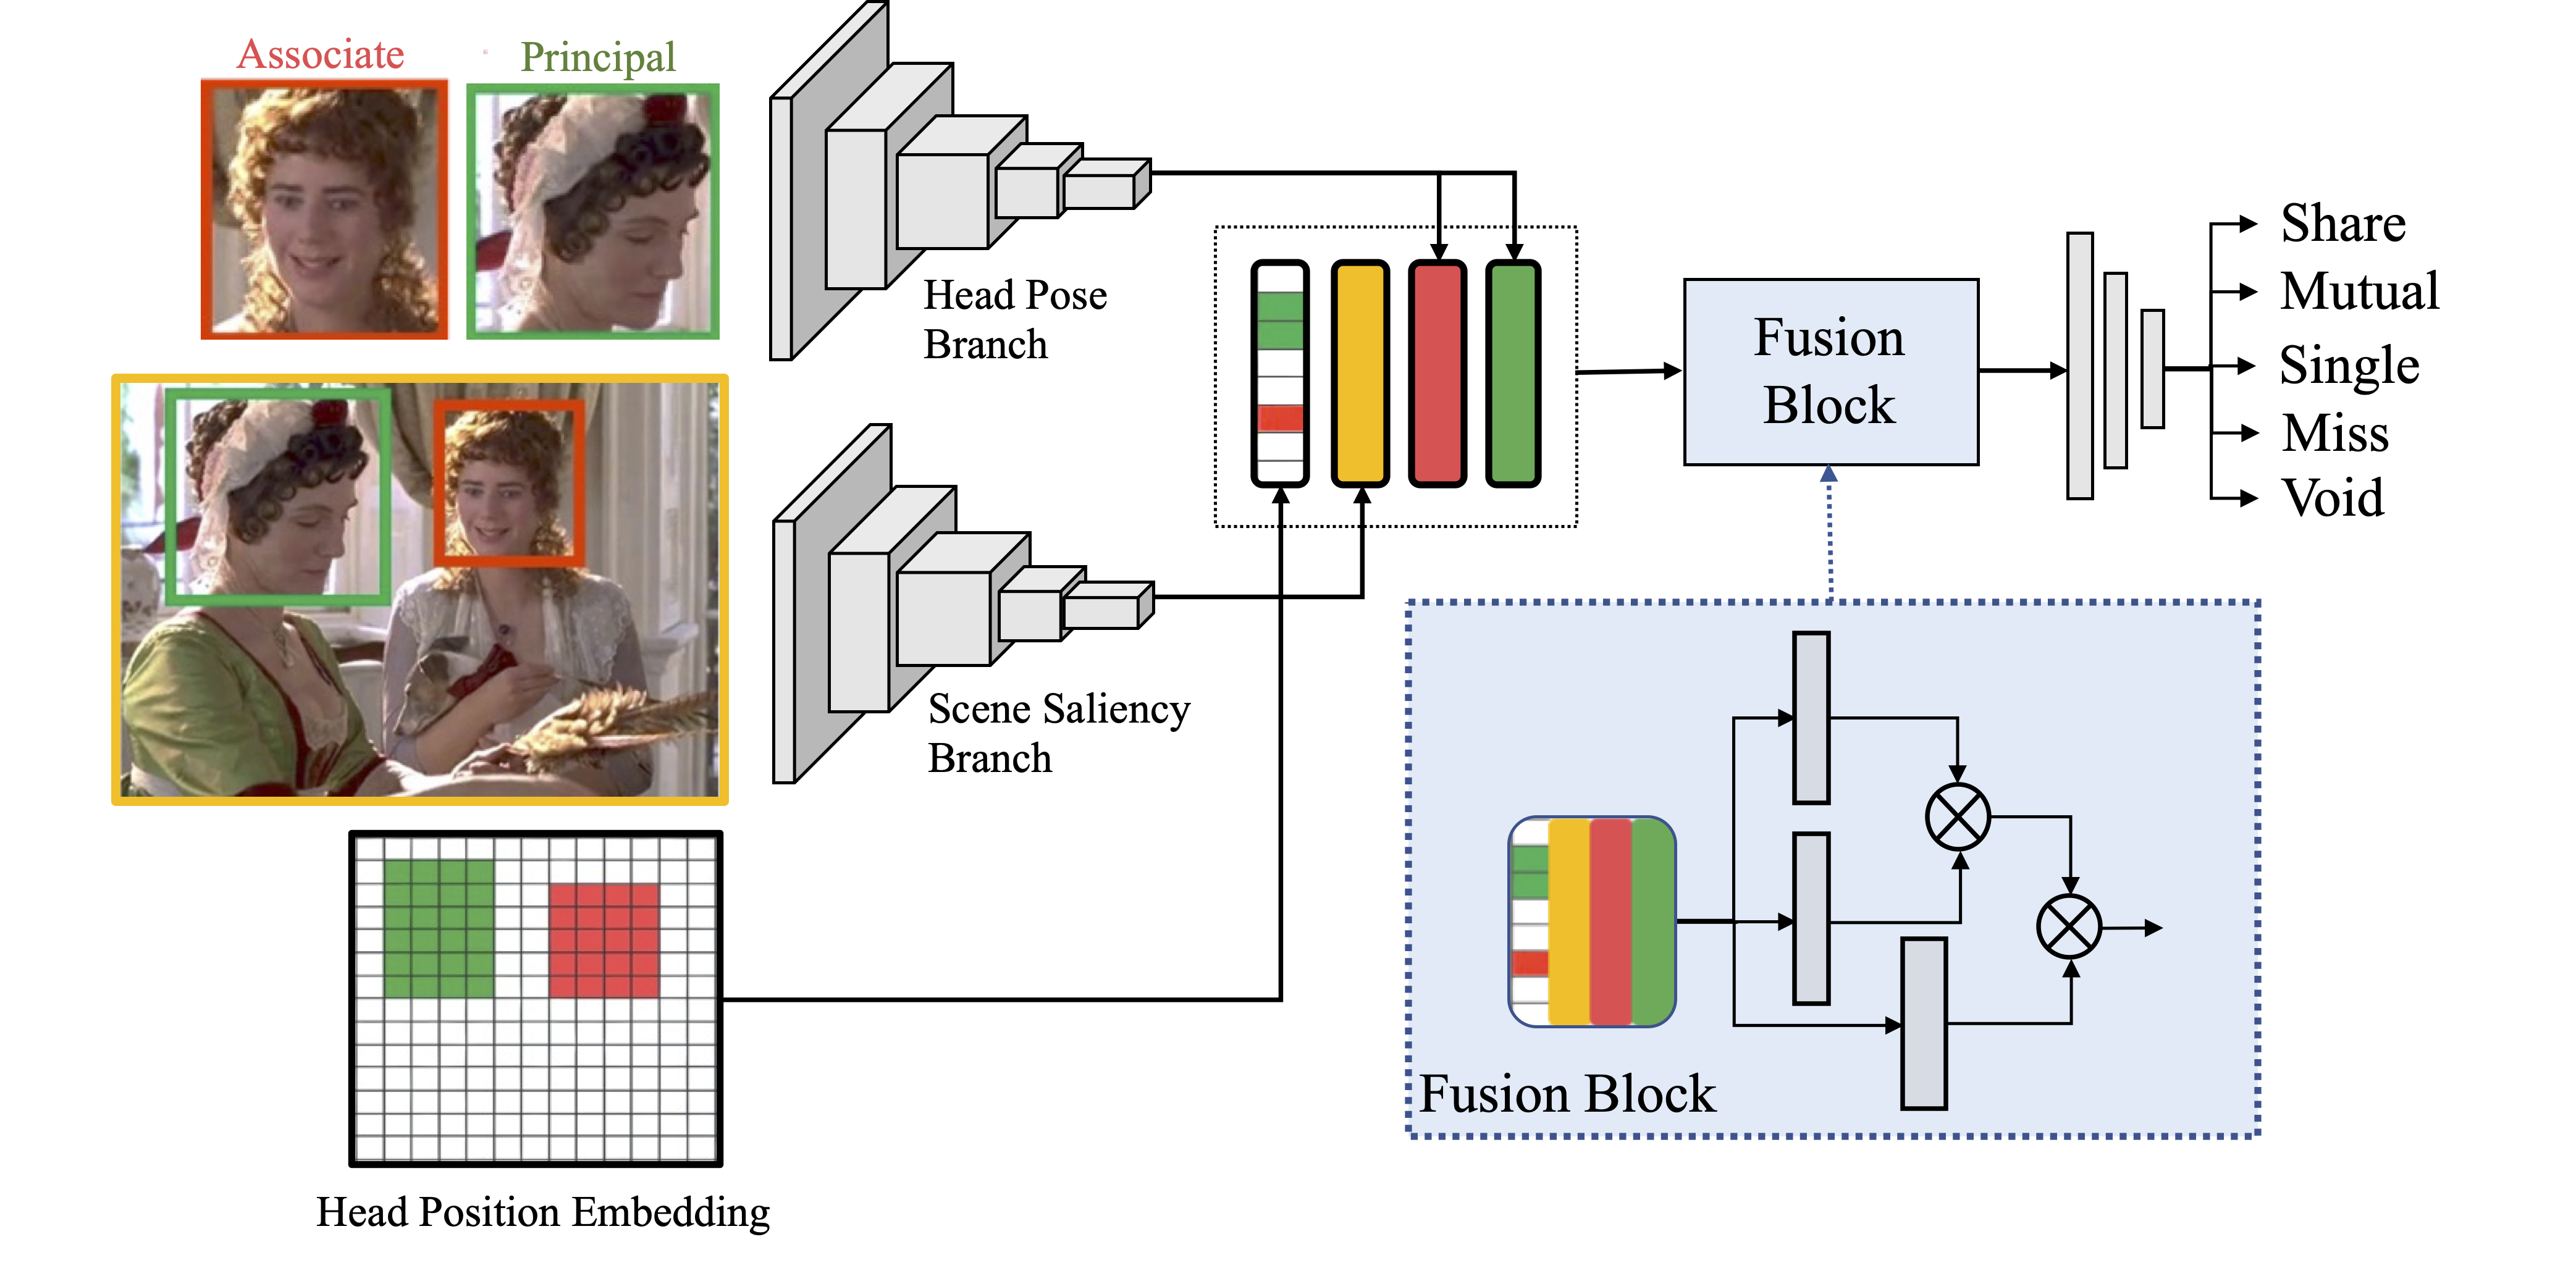 Associate
Principal
Head Pose
Branch
Scene Saliency
Branch
Head Position Embedding
Fusion
Block
Share
Mutual
Single
Miss
Void
Fusion Block